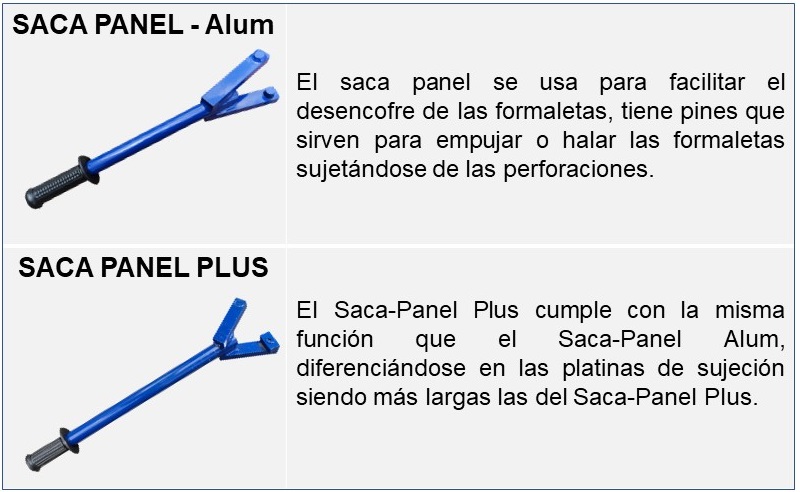 SACA PANEL - Alum
El saca panel se usa para facilitar el
desencofre de las formaletas, tiene pines que
sirven para empujar o halar las formaletas
sujetándose de las perforaciones.
SACA PANEL PLUS
El Saca-Panel Plus cumple con la misma
función que el Saca-Panel Alum,
diferenciándose en las platinas de sujeción
siendo más largas las del Saca-Panel Plus.